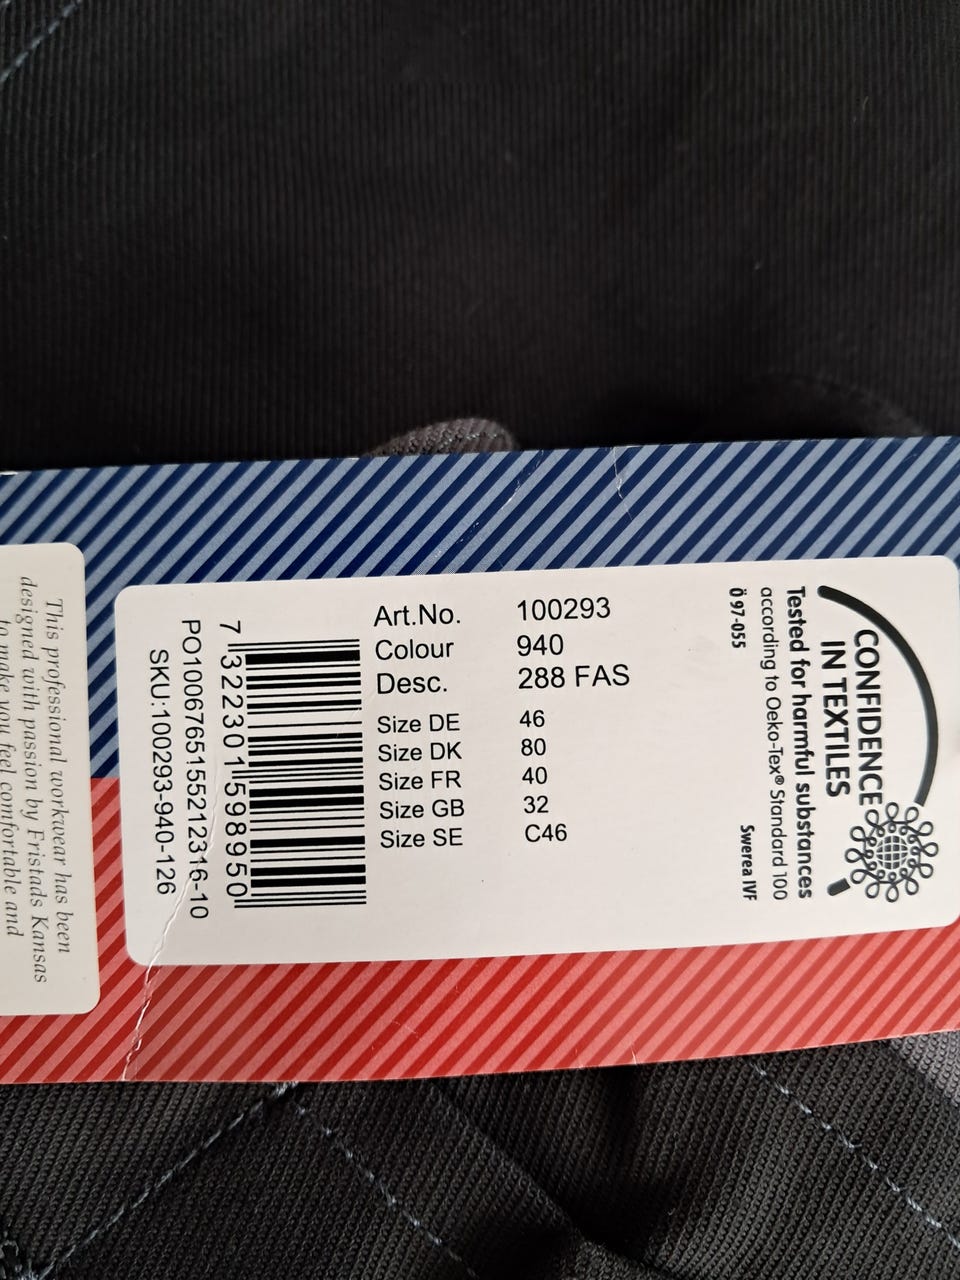 Art.No. 100293
Colour 940
Desc. 288 FAS
Size DE 46
Size DK 80
Size FR 40
Size GB 32
Size SE C46
7 322301 598950
PO1006765155212316-10
SKU:100293-940-126
CONFIDENCE
IN TEXTILES
Tested for harmful substances
according to Oeko-Tex® Standard 100
ö 97-055 Swerea IVF
This professional workwear has been
designed with passion by Fristads Kansas
to make you feel comfortable and